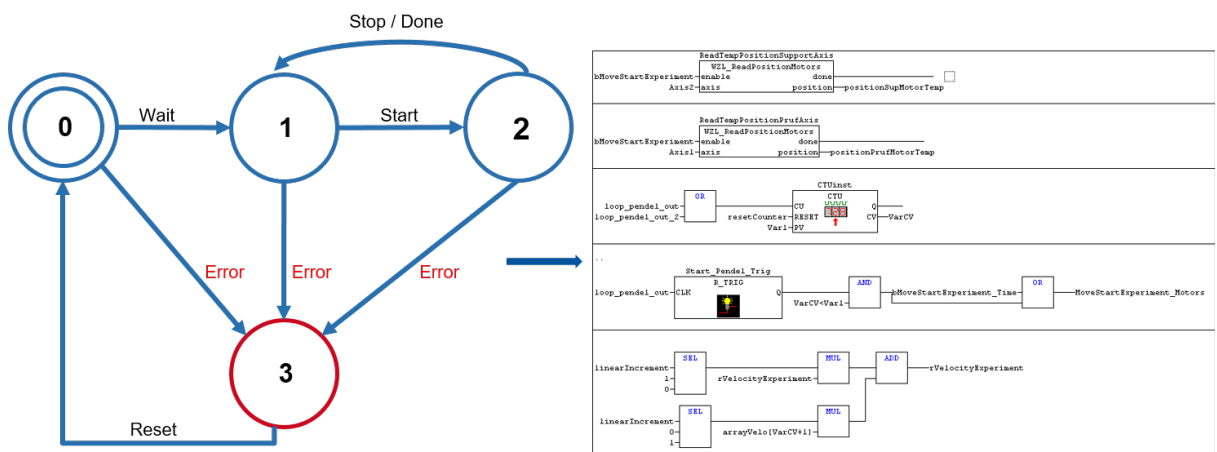 Stop / Done
0
Wait
1
Start
2
Error
Error
Error
3
Reset
ReadTempPositionSupportAxis
WZL_ReadPositionMotors
bMoveStartExperiment enable done
Axis2 axis position positionSupMotorTemp
ReadTempPositionPrufAxis
WZL_ReadPositionMotors
bMoveStartExperiment enable done
Axis1 axis position positionPrufMotorTemp
CTUinst
OR CTU
loop_pendel_out CU Q
loop_pendel_out_2 resetCounter RESET CV VarCV
Var1 PV
..
Start_Pendel_Trig
R_TRIG AND OR
loop_pendel_out CLK Q bMoveStartExperiment_Time MoveStartExperiment_Motors
VarCV<Var1
SEL MUL ADD
linearIncrement rVelocityExperiment
1 rVelocityExperiment
0
SEL MUL
linearIncrement
0 arrayVelo[VarCV+1]
1